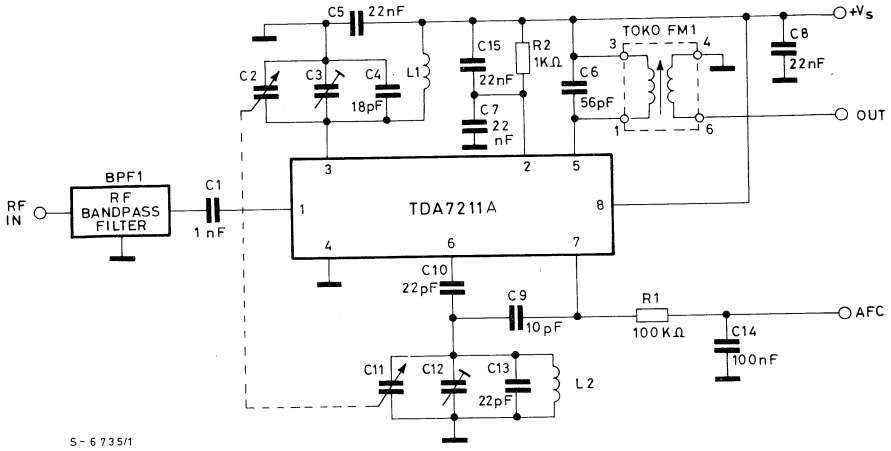 C5
22nF
+Vs
TOKO FM1
C8
22nF
C15
22nF
R2
1KΩ
3
4
C2
C3
C4
18pF
L1
C6
56pF
C7
22
nF
1
6
OUT
3
2
5
BPF1
RF
IN
RF
BANDPASS
FILTER
C1
1nF
1
TDA7211A
8
4
6
7
C10
22pF
C9
10pF
R1
100KΩ
AFC
C14
100nF
C11
C12
C13
22pF
L2
S-6735/1